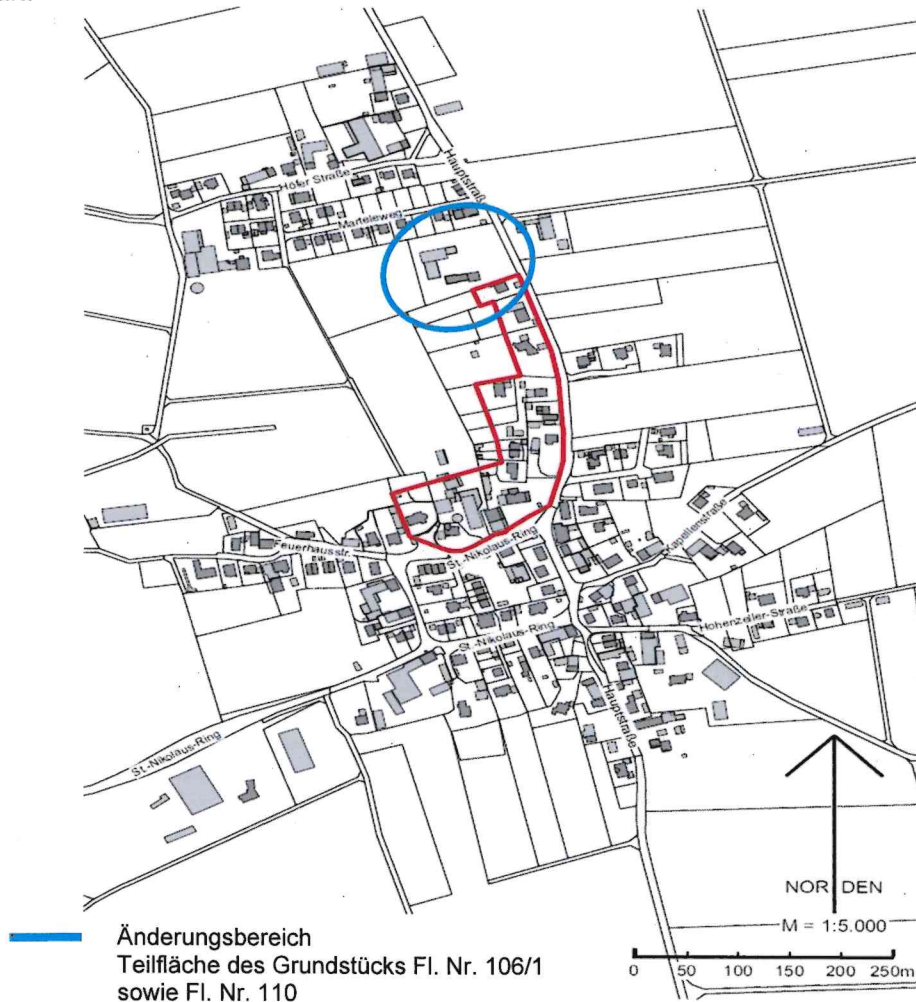 Hauptstraß
Höfer Straße
Marteleweg
Feuerhausstr.
St.-Nikolaus-Ring
Kapellenstraße
Hohenzeller-Straße
St.-Nikolaus-Ring
Hauptstraße
St.-Nikolaus-Ring
NORDEN
M = 1:5.000
0 50 100 150 200 250m
Änderungsbereich
Teilfläche des Grundstücks Fl. Nr. 106/1
sowie Fl. Nr. 110